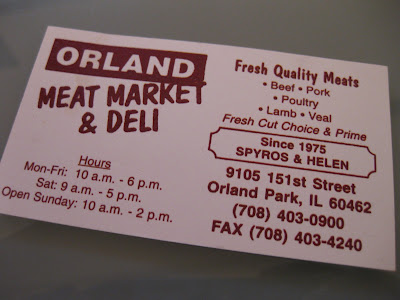 ORLAND
MEAT MARKET
& DELI
Hours
Mon-Fri: 10 a.m. - 6 p.m.
Sat: 9 a.m. - 5 p.m.
Open Sunday: 10 a.m. - 2 p.m.
Fresh Quality Meats
• Beef • Pork
• Poultry
• Lamb • Veal
Fresh Cut Choice & Prime
Since 1975
SPYROS & HELEN
9105 151st Street
Orland Park, IL 60462
(708) 403-0900
FAX (708) 403-4240